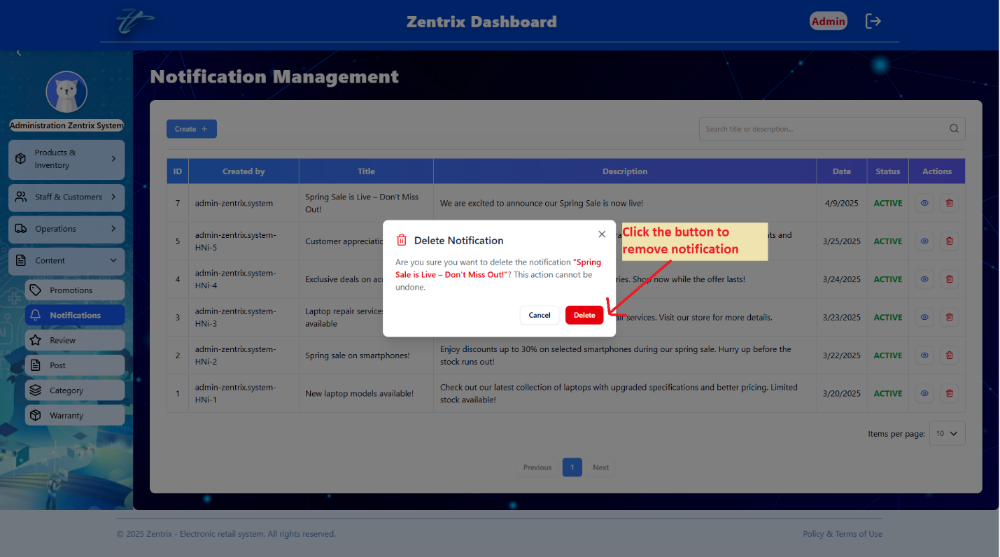 Zentrix Dashboard
Admin
Notification Management
Administration Zentrix System
Products &
Inventory
Staff & Customers
Operations
Content
Promotions
Notifications
Review
Post
Category
Warranty
Create +
Search title or description...
ID Created by Title Description Date Status Actions
7 admin-zentrix.system Spring Sale is Live – Don't Miss
Out! We are excited to announce our Spring Sale is now live! 4/9/2025 ACTIVE
5 admin-zentrix.system-
HNi-5 Customer appreciatio nts and 3/25/2025 ACTIVE
4 admin-zentrix.system-
HNi-4 Exclusive deals on ac ries. Shop now while the offer lasts! 3/24/2025 ACTIVE
3 admin-zentrix.system-
HNi-3 Laptop repair services
available air services. Visit our store for more details. 3/23/2025 ACTIVE
2 admin-zentrix.system-
HNi-2 Spring sale on smartphones! Enjoy discounts up to 30% on selected smartphones during our spring sale. Hurry up before the
stock runs out! 3/22/2025 ACTIVE
1 admin-zentrix.system-
HNi-1 New laptop models available! Check out our latest collection of laptops with upgraded specifications and better pricing. Limited
stock available! 3/20/2025 ACTIVE
Delete Notification
Are you sure you want to delete the notification "Spring
Sale is Live – Don't Miss Out!"? This action cannot be
undone.
Cancel Delete
Click the button to
remove notification
Items per page: 10
Previous 1 Next
© 2025 Zentrix - Electronic retail system. All rights reserved.
Policy & Terms of Use